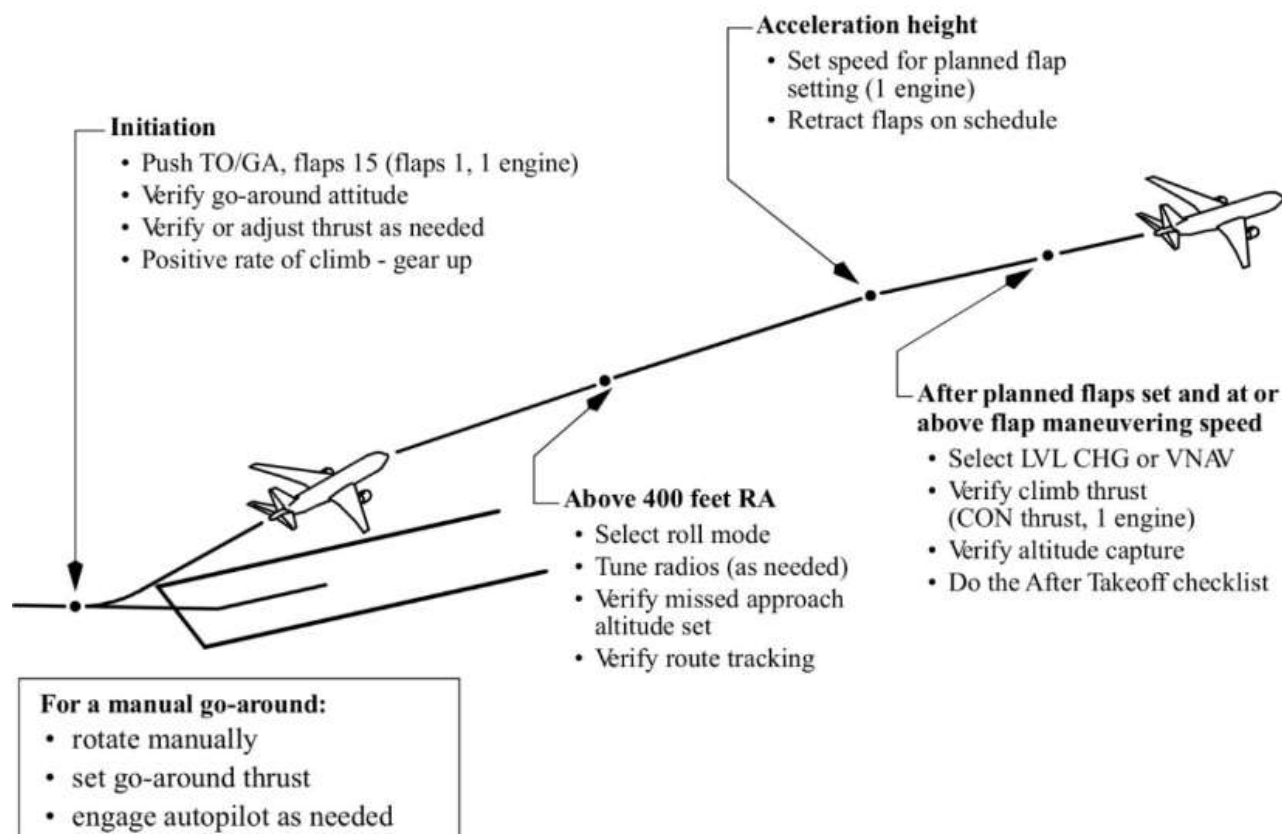 Acceleration height
• Set speed for planned flap
setting (1 engine)
• Retract flaps on schedule
Initiation
• Push TO/GA, flaps 15 (flaps 1, 1 engine)
• Verify go-around attitude
• Verify or adjust thrust as needed
• Positive rate of climb - gear up
After planned flaps set and at or
above flap maneuvering speed
• Select LVL CHG or VNAV
• Verify climb thrust
(CON thrust, 1 engine)
• Verify altitude capture
• Do the After Takeoff checklist
Above 400 feet RA
• Select roll mode
• Tune radios (as needed)
• Verify missed approach
altitude set
• Verify route tracking
For a manual go-around:
• rotate manually
• set go-around thrust
• engage autopilot as needed